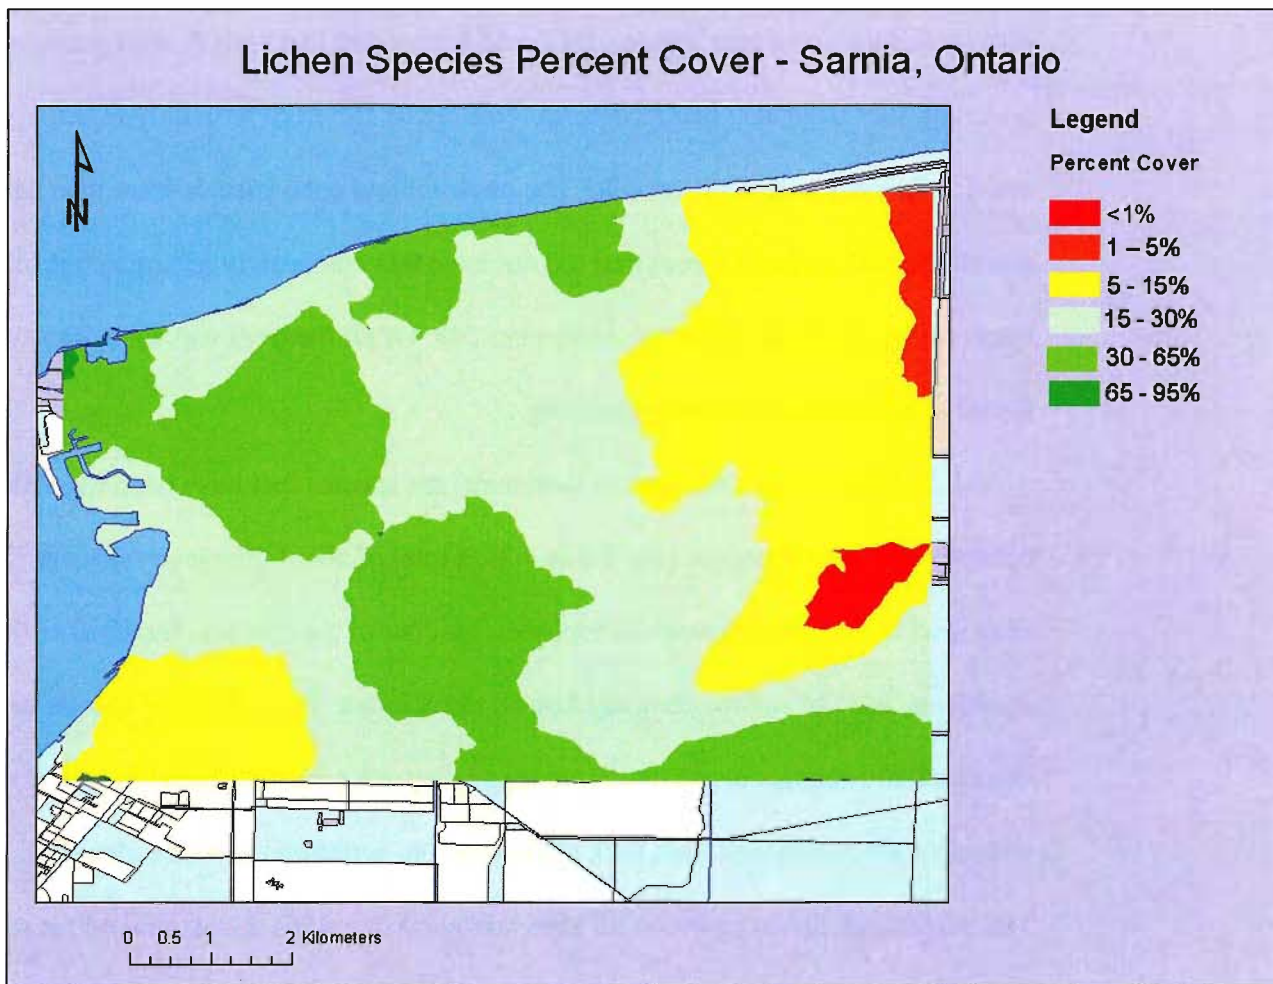 Lichen Species Percent Cover - Sarnia, Ontario
N
Legend
Percent Cover
<1%
1 – 5%
5 - 15%
15 - 30%
30 - 65%
65 - 95%
0 0.5 1 2 Kilometers